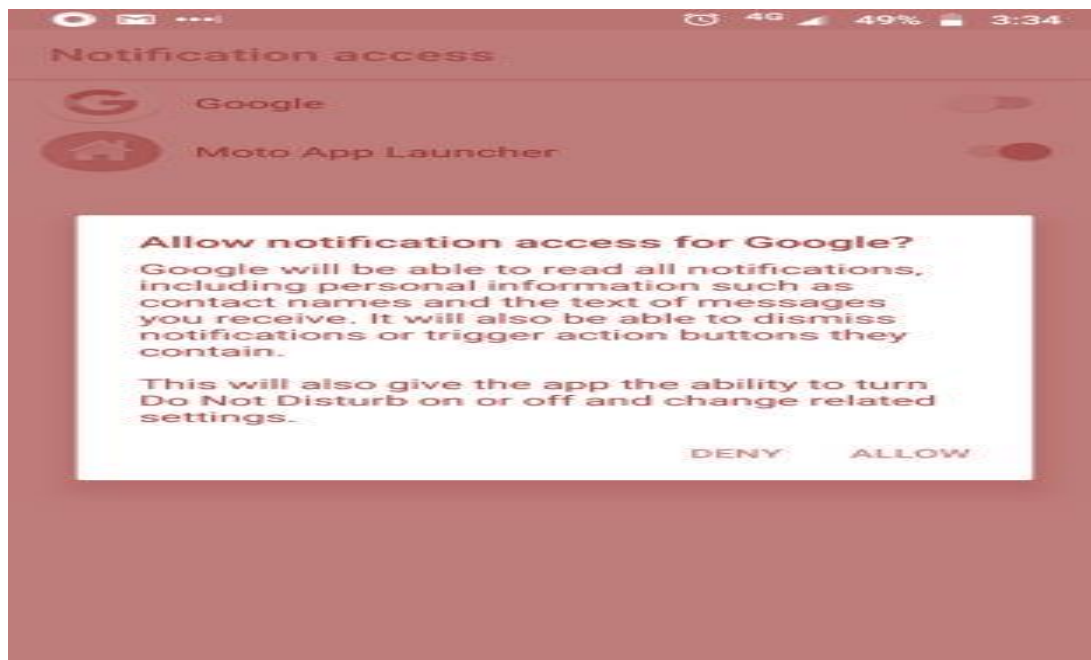 4G 49% 3:34
Notification access
Google
Moto App Launcher
Allow notification access for Google?
Google will be able to read all notifications,
including personal information such as
contact names and the text of messages
you receive. It will also be able to dismiss
notifications or trigger action buttons they
contain.
This will also give the app the ability to turn
Do Not Disturb on or off and change related
settings.
DENY ALLOW